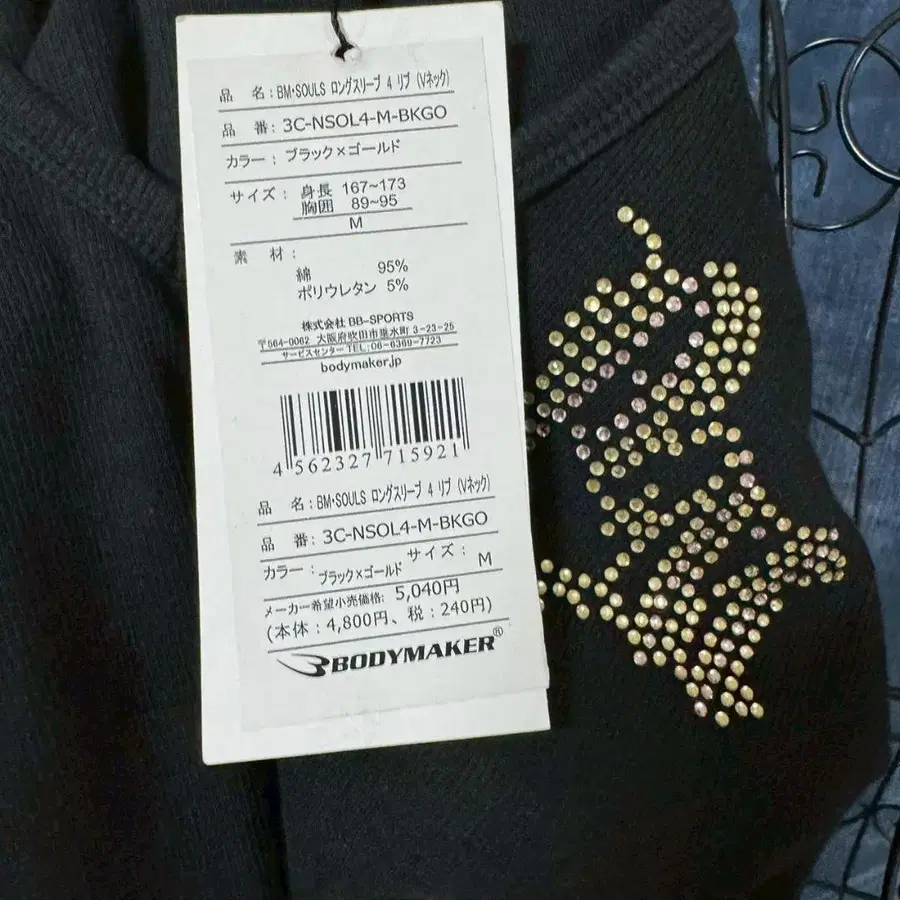 品 名：BM･SOULS ロングスリーブ 4 リブ (Vネック)
品 番：3C-NSOL4-M-BKGO
カラー：ブラック×ゴールド
サイズ：身長 167~173
胸囲 89~95
M
素 材：
綿 95%
ポリウレタン 5%
株式会社 BB-SPORTS
〒564-0062 大阪府吹田市垂水町 3-23-25
サービスセンター TEL:06-6369-7723
bodymaker.jp
4 562327 715921
品 名：BM･SOULS ロングスリーブ 4 リブ (Vネック)
品 番：3C-NSOL4-M-BKGO
カラー：ブラック×ゴールド サイズ： M
メーカー希望小売価格: 5,040円
(本体：4,800円、税：240円)
BODYMAKER®